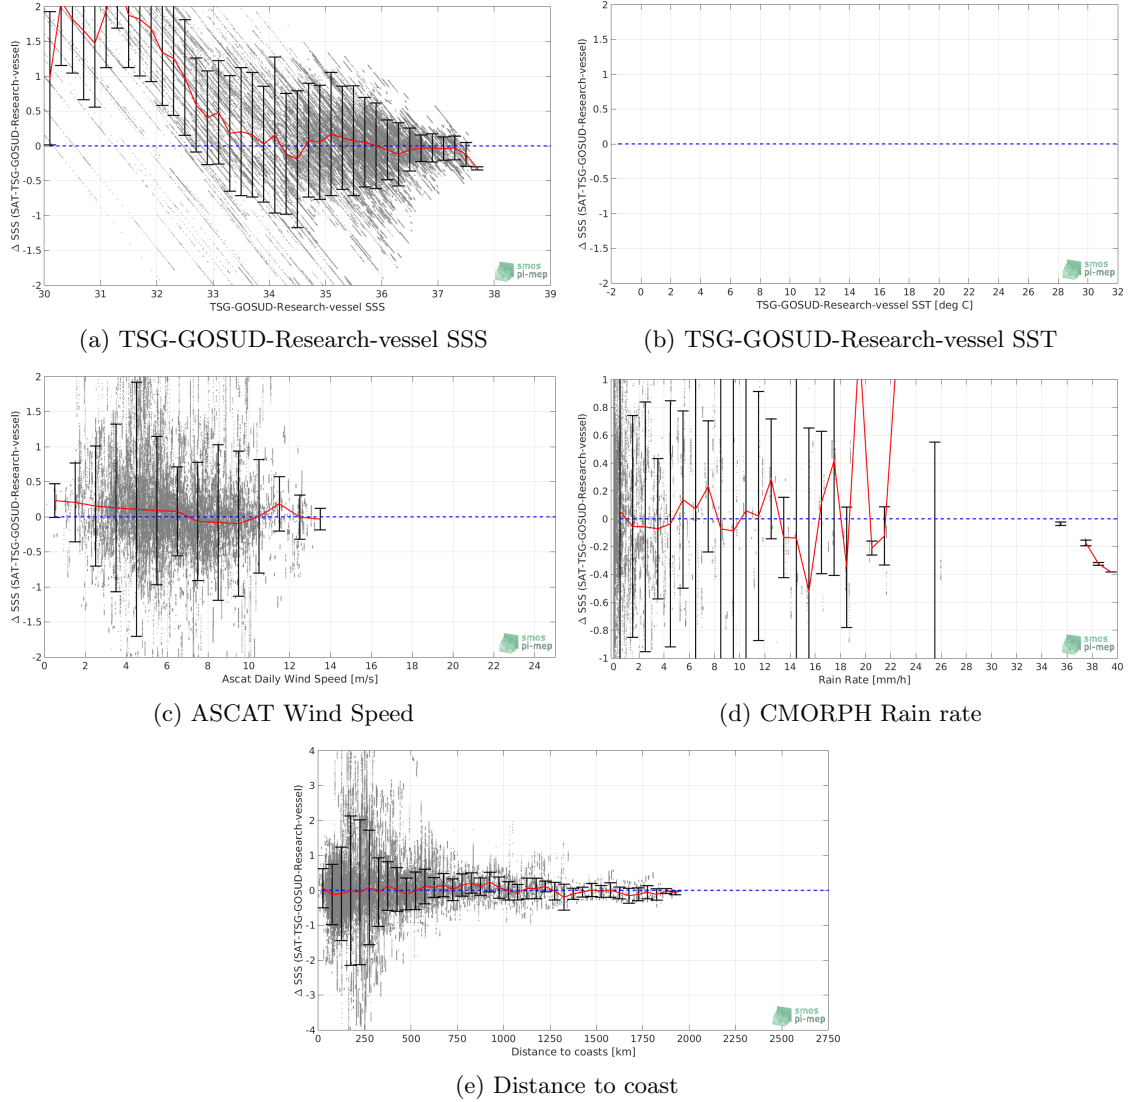 Δ SSS (SAT-TSG-GOSUD-Research-vessel)
2
1.5
1
0.5
0
-0.5
-1
-1.5
-2
30 31 32 33 34 35 36 37 38 39
TSG-GOSUD-Research-vessel SSS
smos
pi-mep
(a) TSG-GOSUD-Research-vessel SSS
Δ SSS (SAT-TSG-GOSUD-Research-vessel)
2
1.5
1
0.5
0
-0.5
-1
-1.5
-2
-2 0 2 4 6 8 10 12 14 16 18 20 22 24 26 28 30 32
TSG-GOSUD-Research-vessel SST [deg C]
smos
pi-mep
(b) TSG-GOSUD-Research-vessel SST
Δ SSS (SAT-TSG-GOSUD-Research-vessel)
2
1.5
1
0.5
0
-0.5
-1
-1.5
-2
0 2 4 6 8 10 12 14 16 18 20 22 24
Ascat Daily Wind Speed [m/s]
smos
pi-mep
(c) ASCAT Wind Speed
Δ SSS (SAT-TSG-GOSUD-Research-vessel)
1
0.8
0.6
0.4
0.2
0
-0.2
-0.4
-0.6
-0.8
-1
0 2 4 6 8 10 12 14 16 18 20 22 24 26 28 30 32 34 36 38 40
Rain Rate [mm/h]
smos
pi-mep
(d) CMORPH Rain rate
Δ SSS (SAT-TSG-GOSUD-Research-vessel)
4
3
2
1
0
-1
-2
-3
-4
0 250 500 750 1000 1250 1500 1750 2000 2250 2500 2750
Distance to coasts [km]
smos
pi-mep
(e) Distance to coast